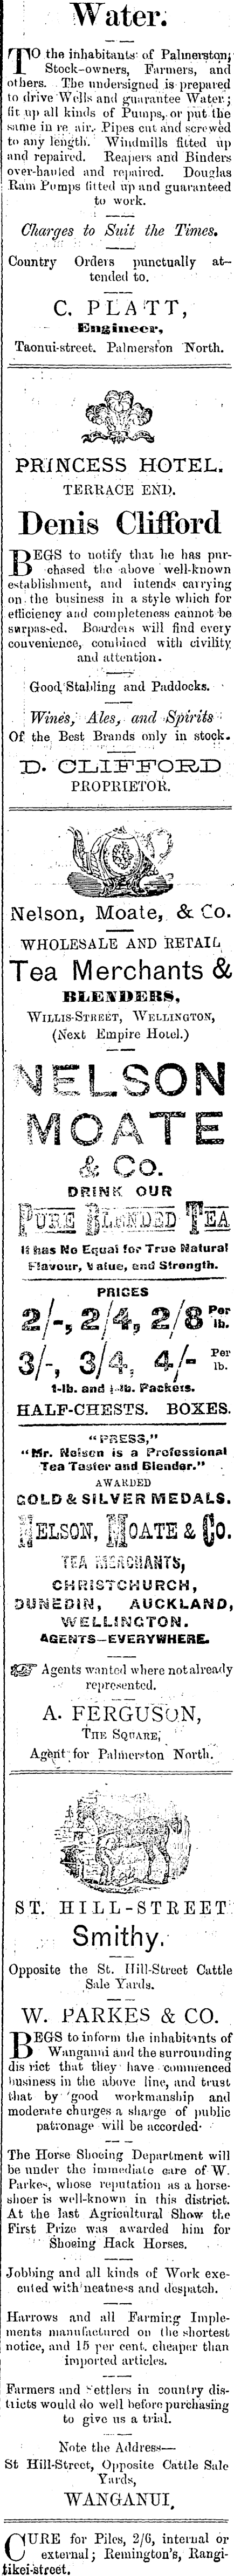 Water.
TO the inhabitants of Palmerston,
Stock-owners, Farmers, and
others. The undersigned is prepared
to drive Wells and guarantee Water;
fit up all kinds of Pumps, or put the
same in repair. Pipes cut and screwed
to any length. Windmills fitted up
and repaired. Reapers and Binders
over-hauled and repaired. Douglas
Ram Pumps fitted up and guaranteed
to work.
Charges to Suit the Times.
Country Orders punctually at-
tended to.
C. PLATT,
Engineer,
Taonui-street. Palmerston North.
PRINCESS HOTEL.
TERRACE END.
Denis Clifford
BEGS to notify that he has pur-
chased the above well-known
establishment, and intends carrying
on the business in a style which for
efficiency and completeness cannot be
surpassed. Boarders will find every
convenience, combined with civility
and attention.
Good Stabling and Paddocks.
Wines, Ales, and Spirits
Of the Best Brands only in stock.
D. CLIFFORD
PROPRIETOR.
Nelson, Moate, & Co.
WHOLESALE AND RETAIL
Tea Merchants &
BLENDERS,
WILLIS-STREET, WELLINGTON,
(Next Empire Hotel.)
NELSON
MOATE
& Co.
DRINK OUR
PURE BLENDED TEA
It has No Equal for True Natural
Flavour, Value, and Strength.
PRICES
2/-, 2/4, 2/8 Per lb.
3/-, 3/4, 4/- Per lb.
1-lb. and ½-lb. Packets.
HALF-CHESTS. BOXES.
"PRESS,"
"Mr. Nelson is a Professional
Tea Taster and Blender."
AWARDED
GOLD & SILVER MEDALS.
NELSON, MOATE & CO.
TEA MERCHANTS,
CHRISTCHURCH,
DUNEDIN, AUCKLAND,
WELLINGTON.
AGENTS—EVERYWHERE.
☞ Agents wanted where not already
represented.
A. FERGUSON,
THE SQUARE,
Agent for Palmerston North.
ST. HILL-STREET
Smithy.
Opposite the St. Hill-Street Cattle
Sale Yards.
W. PARKES & CO.
BEGS to inform the inhabitants of
Wanganui and the surrounding
district that they have commenced
business in the above line, and trust
that by good workmanship and
moderate charges a sharge of public
patronage will be accorded.
The Horse Shoeing Department will
be under the immediate care of W.
Parkes, whose reputation as a horse-
shoer is well-known in this district.
At the last Agricultural Show the
First Prize was awarded him for
Shoeing Hack Horses.
Jobbing and all kinds of Work exe-
cuted with neatness and despatch.
Harrows and all Farming Imple-
ments manufactured on the shortest
notice, and 15 per cent. cheaper than
imported articles.
Farmers and Settlers in country dis-
tricts would do well before purchasing
to give us a trial.
Note the Address—
St Hill-Street, Opposite Cattle Sale
Yards,
WANGANUI.
CURE for Piles, 2/6, internal or
external; Remington's, Rangi-
tikei-street.